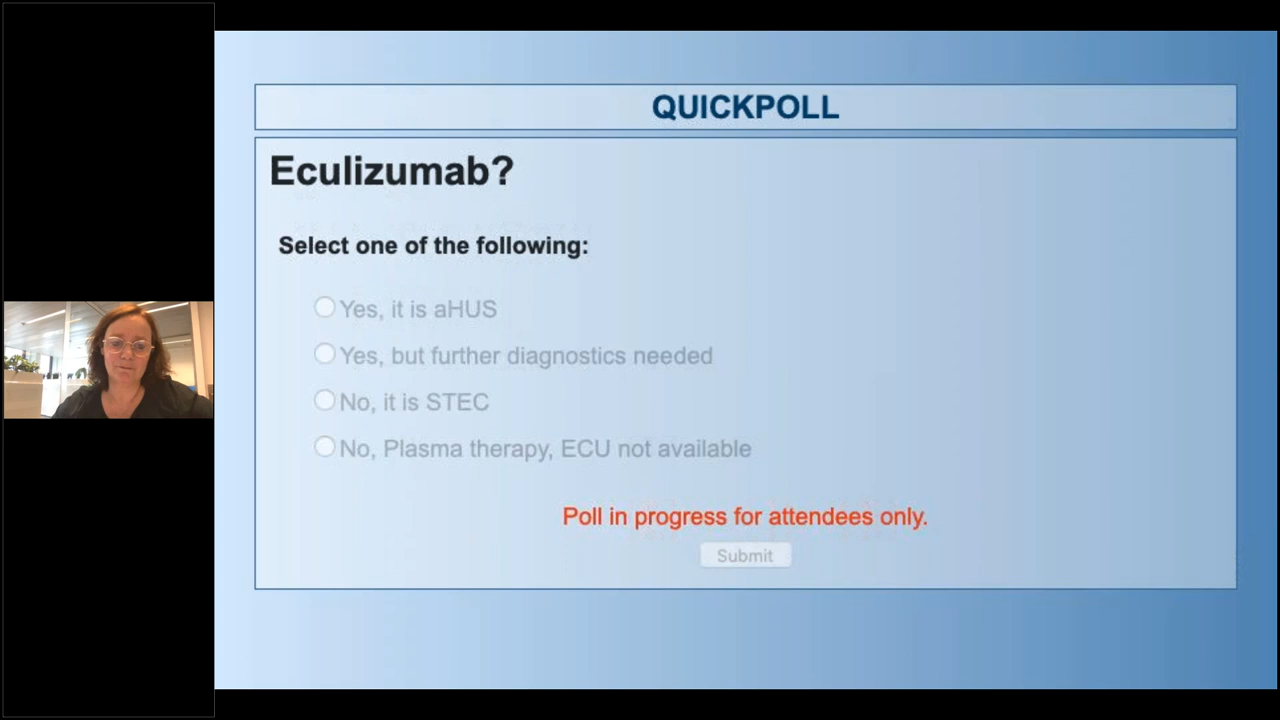 QUICKPOLL
Eculizumab?
Select one of the following:
Yes, it is aHUS
Yes, but further diagnostics needed
No, it is STEC
No, Plasma therapy, ECU not available
Poll in progress for attendees only.
Submit